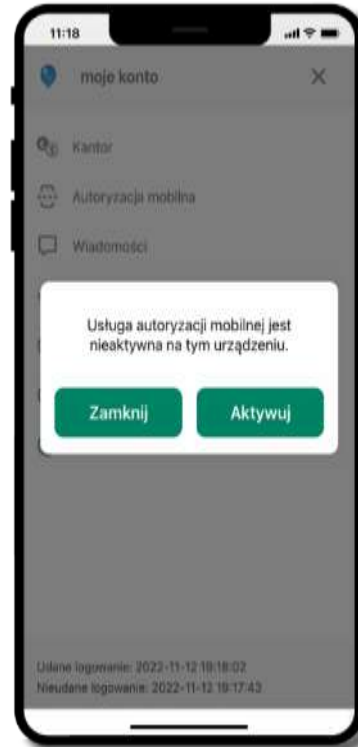 11:18
moje konto
Kantor
Autoryzacja mobilna
Wiadomości
Usługa autoryzacji mobilnej jest
nieaktywna na tym urządzeniu.
Zamknij
Aktywuj
Udane logowanie: 2022-11-12 19:18:02
Nieudane logowanie: 2022-11-12 19:17:43